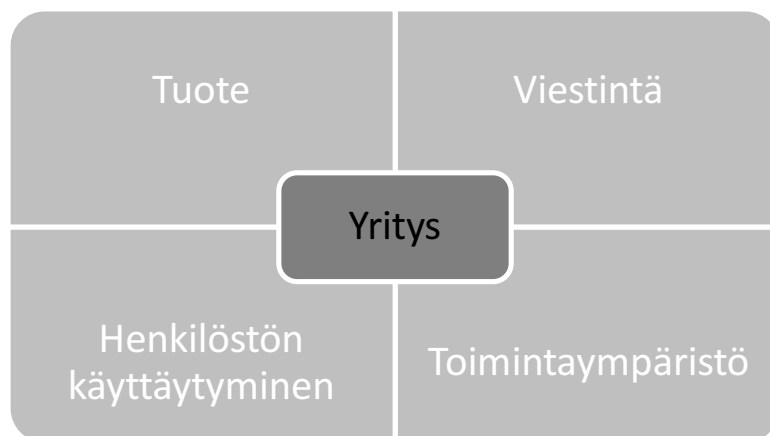 Tuote
Viestintä
Yritys
Henkilöstön
käyttäytyminen
Toimintaympäristö